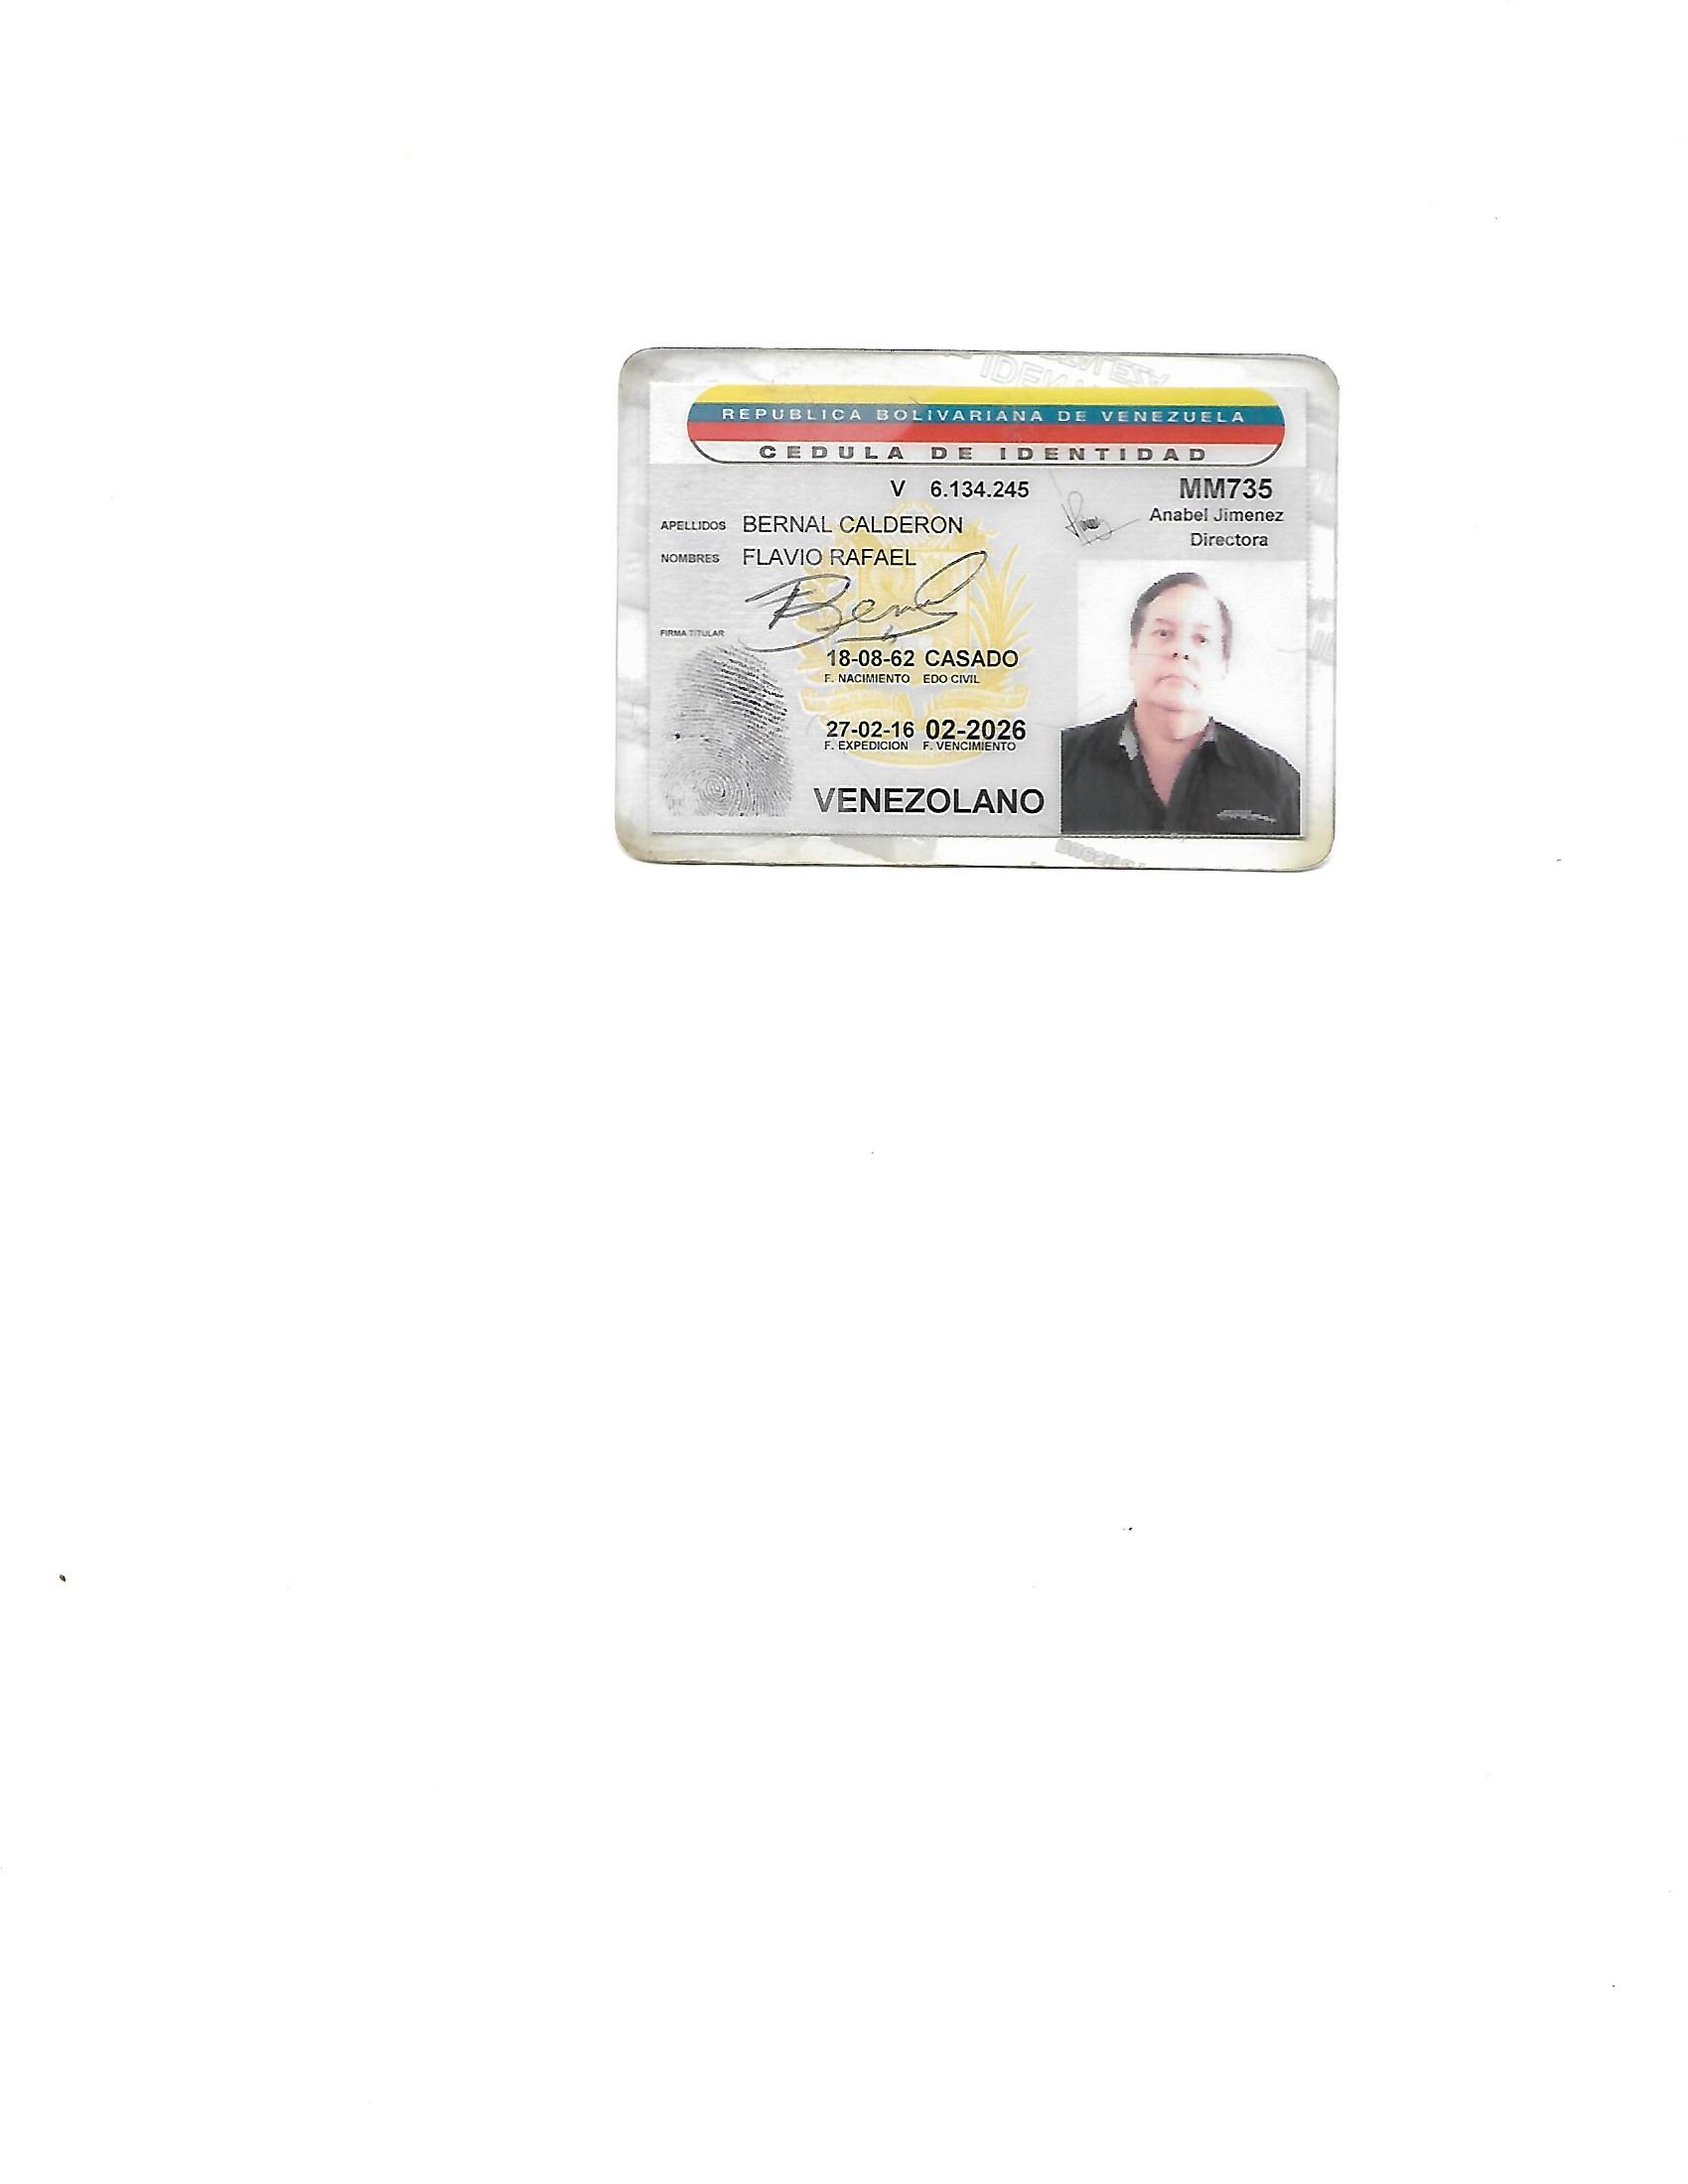 REPUBLICA BOLIVARIANA DE VENEZUELA
CEDULA DE IDENTIDAD
V 6.134.245
MM735
Anabel Jimenez
Directora
APELLIDOS BERNAL CALDERON
NOMBRES FLAVIO RAFAEL
Bernal
FIRMA TITULAR
18-08-62 CASADO
F. NACIMIENTO EDO CIVIL
27-02-16 02-2026
F. EXPEDICION F. VENCIMIENTO
VENEZOLANO